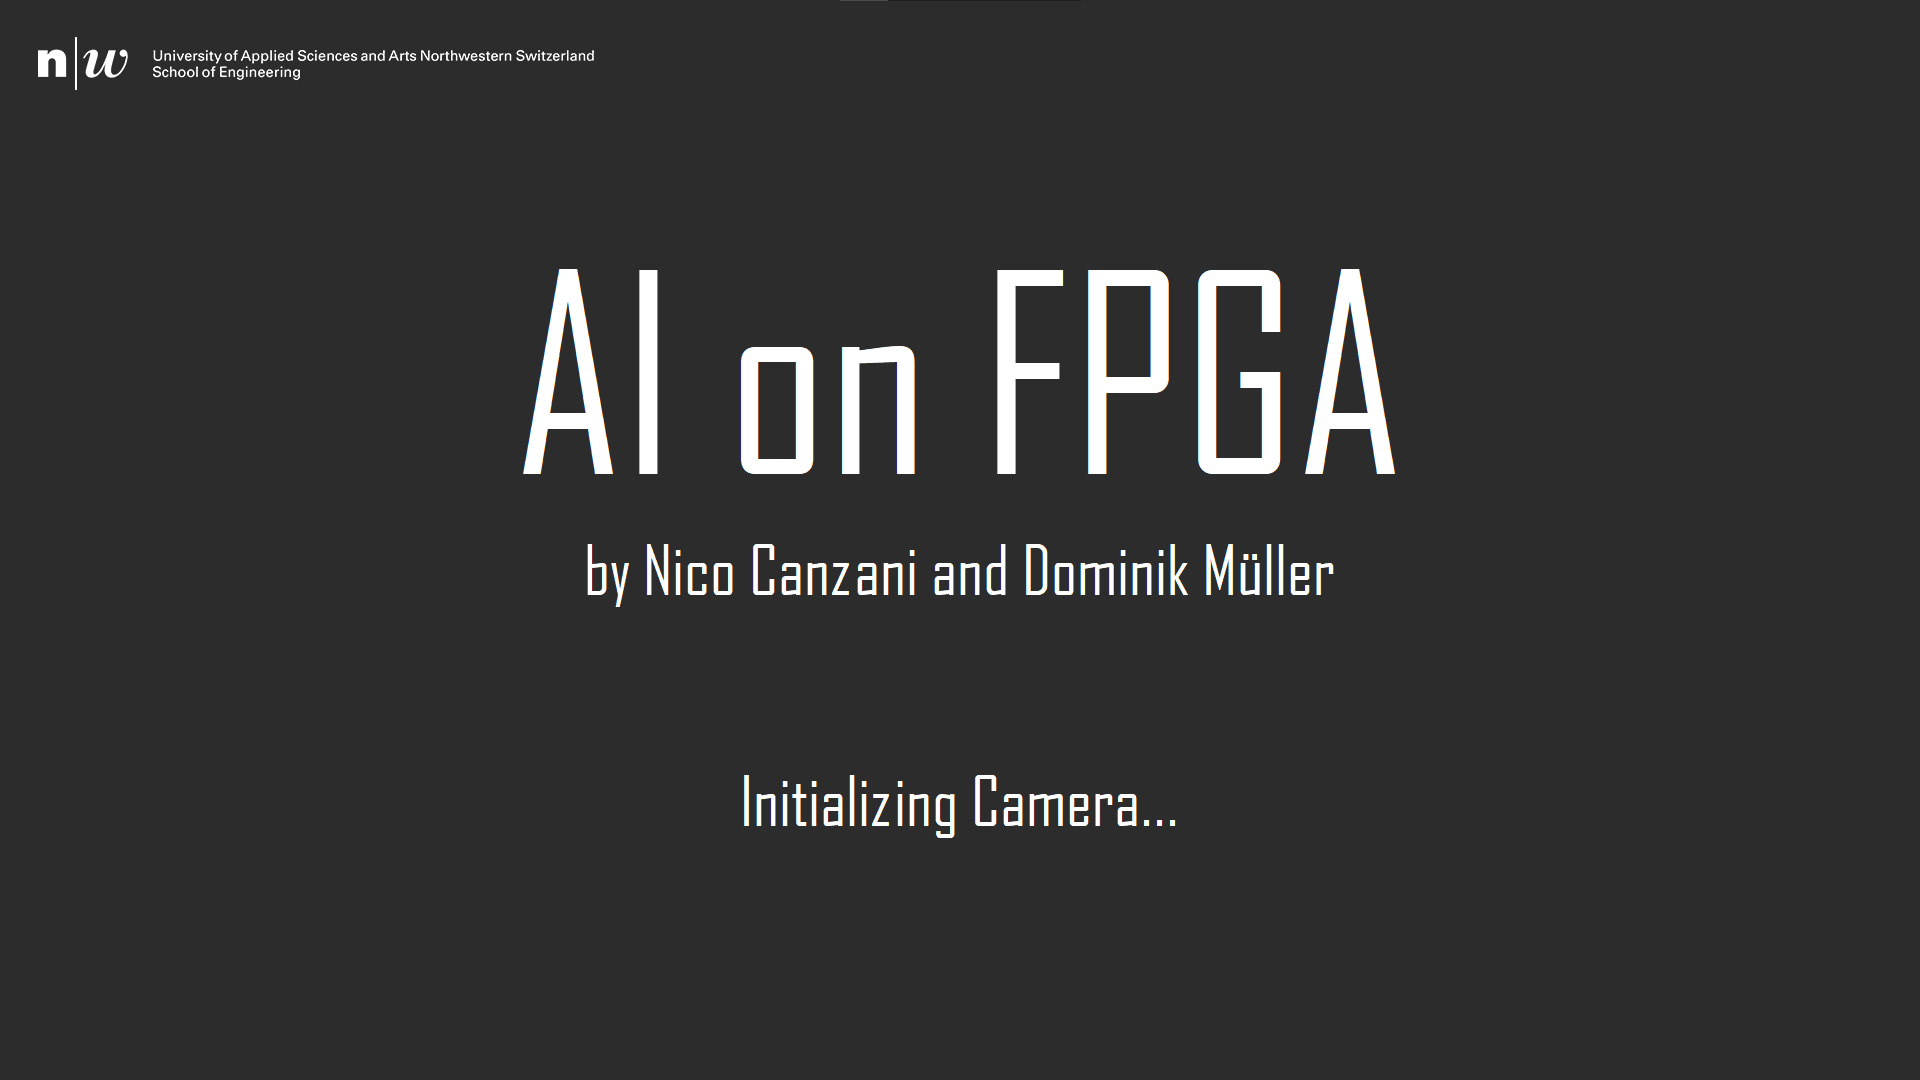 n|w
University of Applied Sciences and Arts Northwestern Switzerland
School of Engineering
AI on FPGA
by Nico Canzani and Dominik Müller
Initializing Camera...